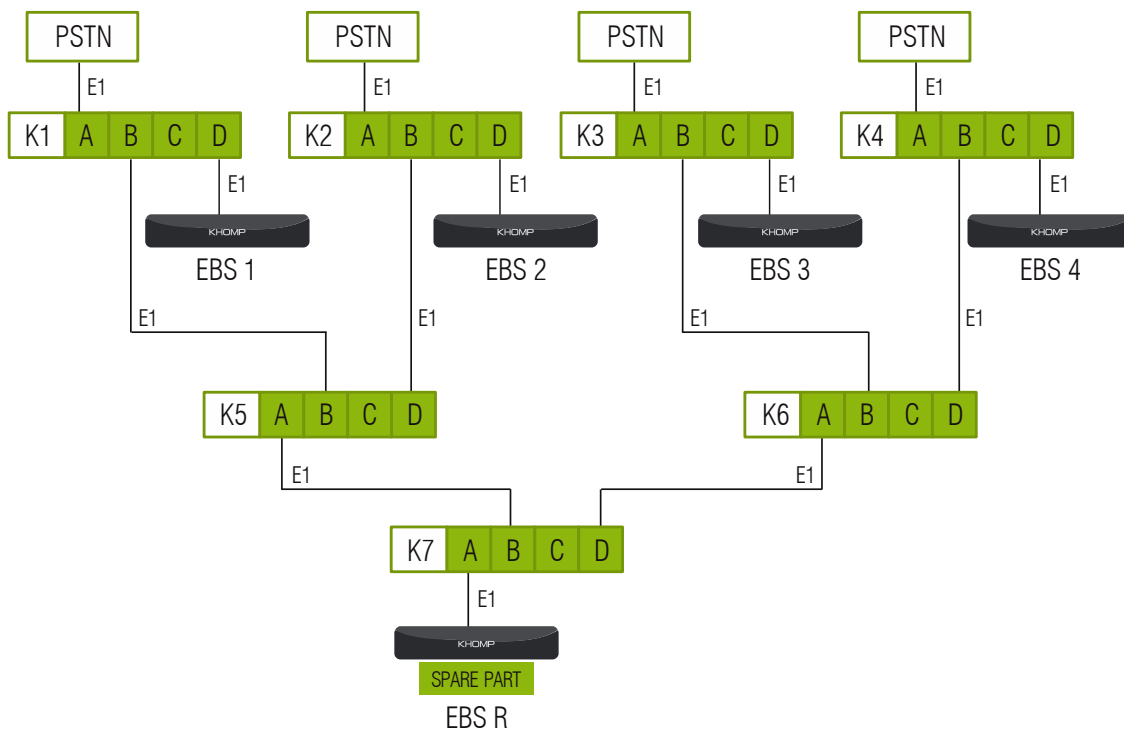 PSTN PSTN PSTN PSTN
E1 E1 E1 E1
K1 A B C D K2 A B C D K3 A B C D K4 A B C D
E1 E1 E1 E1
KHOMP KHOMP KHOMP KHOMP
EBS 1 EBS 2 EBS 3 EBS 4
E1 E1 E1 E1
K5 A B C D K6 A B C D
E1 E1
K7 A B C D
E1
KHOMP
SPARE PART
EBS R